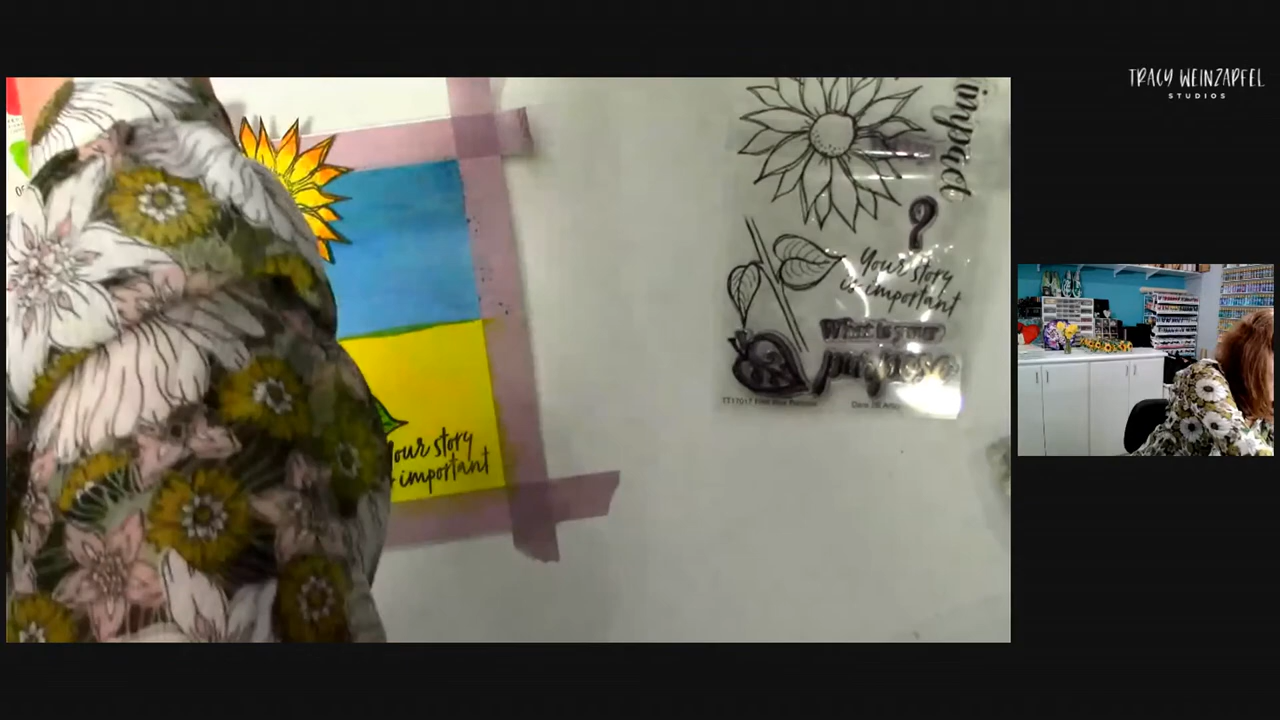 TRACY WEINZAPFEL
STUDIOS
impact
Your story
is important
What is your
purpose
our story
important